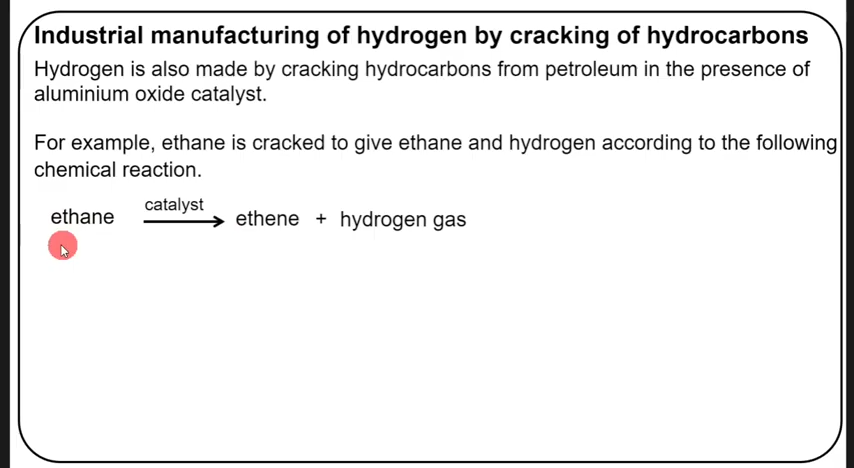 Industrial manufacturing of hydrogen by cracking of hydrocarbons
Hydrogen is also made by cracking hydrocarbons from petroleum in the presence of
aluminium oxide catalyst.
For example, ethane is cracked to give ethane and hydrogen according to the following
chemical reaction.
catalyst
ethane ⟶ ethene + hydrogen gas